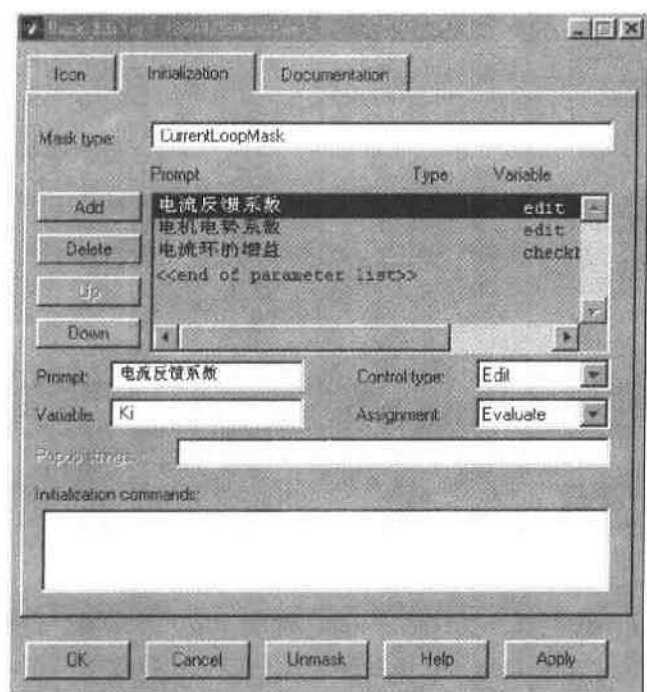 Icon
Initialization
Documentation
Mask type: CurrentLoopMask
Prompt Type Variable
Add
Delete
Up
Down
电流反馈系数 edit
电机电势系数 edit
电流环的增益 checkb
<<end of parameter list>>
Prompt: 电流反馈系数 Control type: Edit
Variable: Ki Assignment: Evaluate
Popup strings:
Initialization commands:
OK Cancel Unmask Help Apply